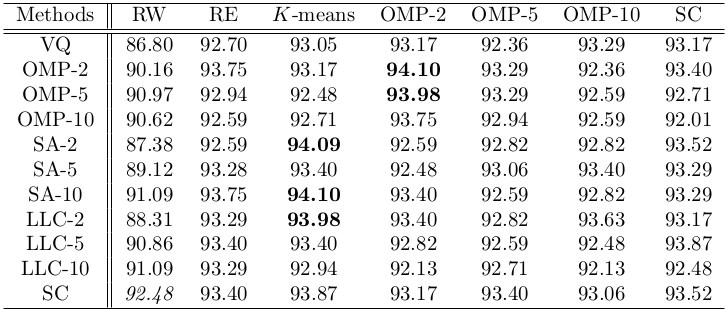 Methods RW RE K-means OMP-2 OMP-5 OMP-10 SC
VQ 86.80 92.70 93.05 93.17 92.36 93.29 93.17
OMP-2 90.16 93.75 93.17 94.10 93.29 92.36 93.40
OMP-5 90.97 92.94 92.48 93.98 93.29 92.59 92.71
OMP-10 90.62 92.59 92.71 93.75 92.94 92.59 92.01
SA-2 87.38 92.59 94.09 92.59 92.82 92.82 93.52
SA-5 89.12 93.28 93.40 92.48 93.06 93.40 93.29
SA-10 91.09 93.75 94.10 93.40 92.59 92.82 93.29
LLC-2 88.31 93.29 93.98 93.40 92.82 93.63 93.17
LLC-5 90.86 93.40 93.40 92.82 92.59 92.48 93.87
LLC-10 91.09 93.29 92.94 92.13 92.71 92.13 92.48
SC 92.48 93.40 93.87 93.17 93.40 93.06 93.52